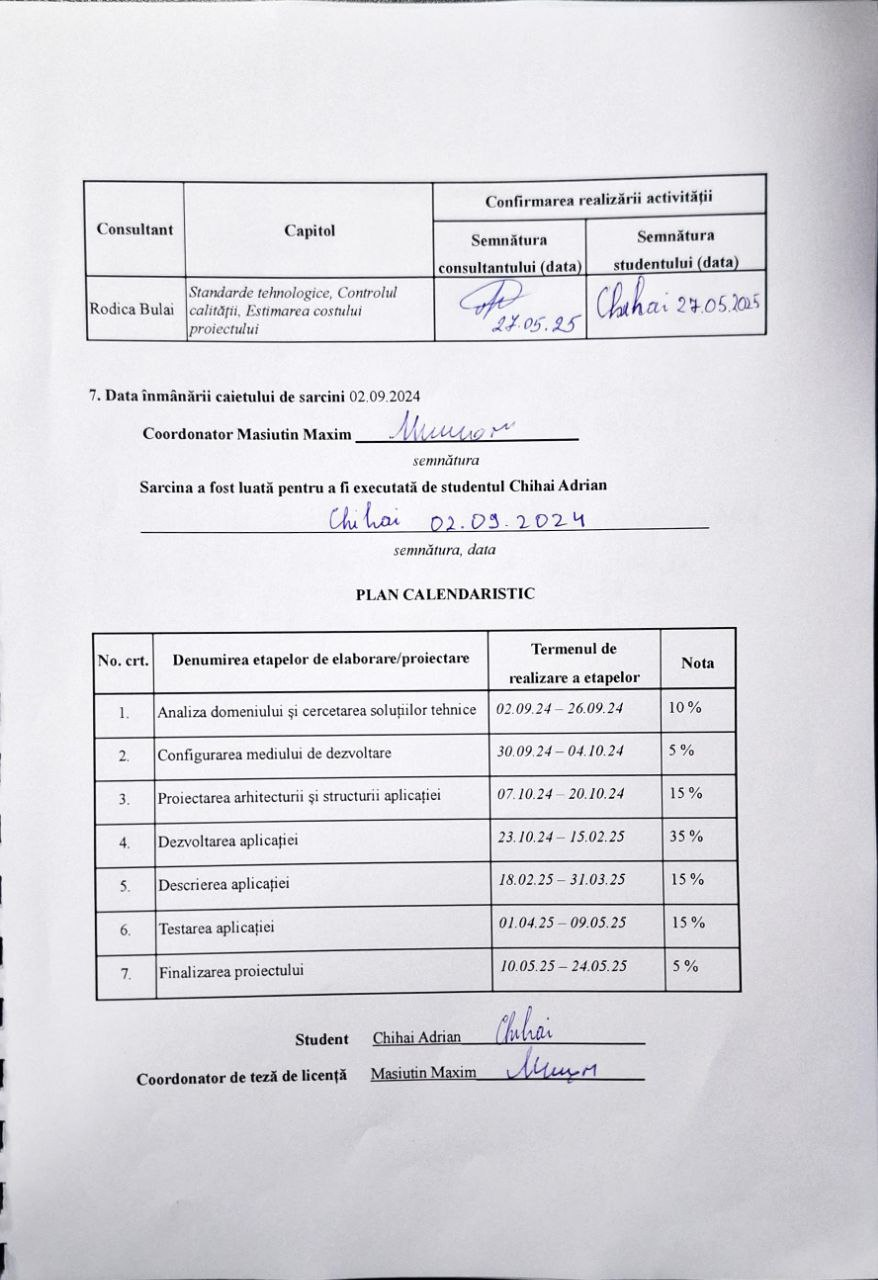 Consultant
Capitol
Confirmarea realizării activității
Semnătura
consultantului (data)
Semnătura
studentului (data)
Rodica Bulai
Standarde tehnologice, Controlul
calității, Estimarea costului
proiectului
27.05.25
Chihai 27.05.2025
7. Data înmânării caietului de sarcini 02.09.2024
Coordonator Masiutin Maxim
semnătura
Sarcina a fost luată pentru a fi executată de studentul Chihai Adrian
Chihai 02.09.2024
semnătura, data
PLAN CALENDARISTIC
No. crt.
Denumirea etapelor de elaborare/proiectare
Termenul de
realizare a etapelor
Nota
1. Analiza domeniului și cercetarea soluțiilor tehnice 02.09.24 – 26.09.24 10 %
2. Configurarea mediului de dezvoltare 30.09.24 – 04.10.24 5 %
3. Proiectarea arhitecturii și structurii aplicației 07.10.24 – 20.10.24 15 %
4. Dezvoltarea aplicației 23.10.24 – 15.02.25 35 %
5. Descrierea aplicației 18.02.25 – 31.03.25 15 %
6. Testarea aplicației 01.04.25 – 09.05.25 15 %
7. Finalizarea proiectului 10.05.25 – 24.05.25 5 %
Student Chihai Adrian Chihai
Coordonator de teză de licență Masiutin Maxim